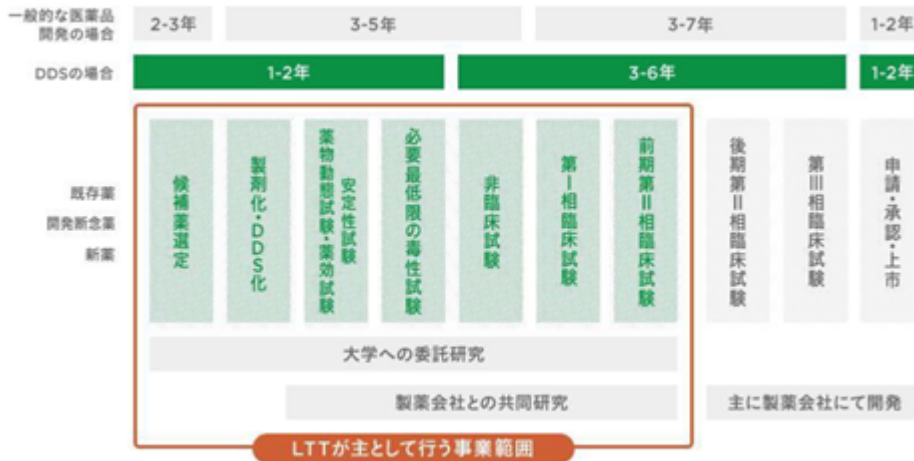 一般的な医薬品
開発の場合
2-3年
3-5年
3-7年
1-2年
DDSの場合
1-2年
3-6年
1-2年
既存薬
開発断念薬
新薬
候補薬選定
製剤化・DDS化
安定性試験
薬物動態試験・薬効試験
必要最低限の毒性試験
非臨床試験
第Ⅰ相臨床試験
前期第Ⅱ相臨床試験
後期第Ⅱ相臨床試験
第Ⅲ相臨床試験
申請・承認・上市
大学への委託研究
製薬会社との共同研究
主に製薬会社にて開発
LTTが主として行う事業範囲